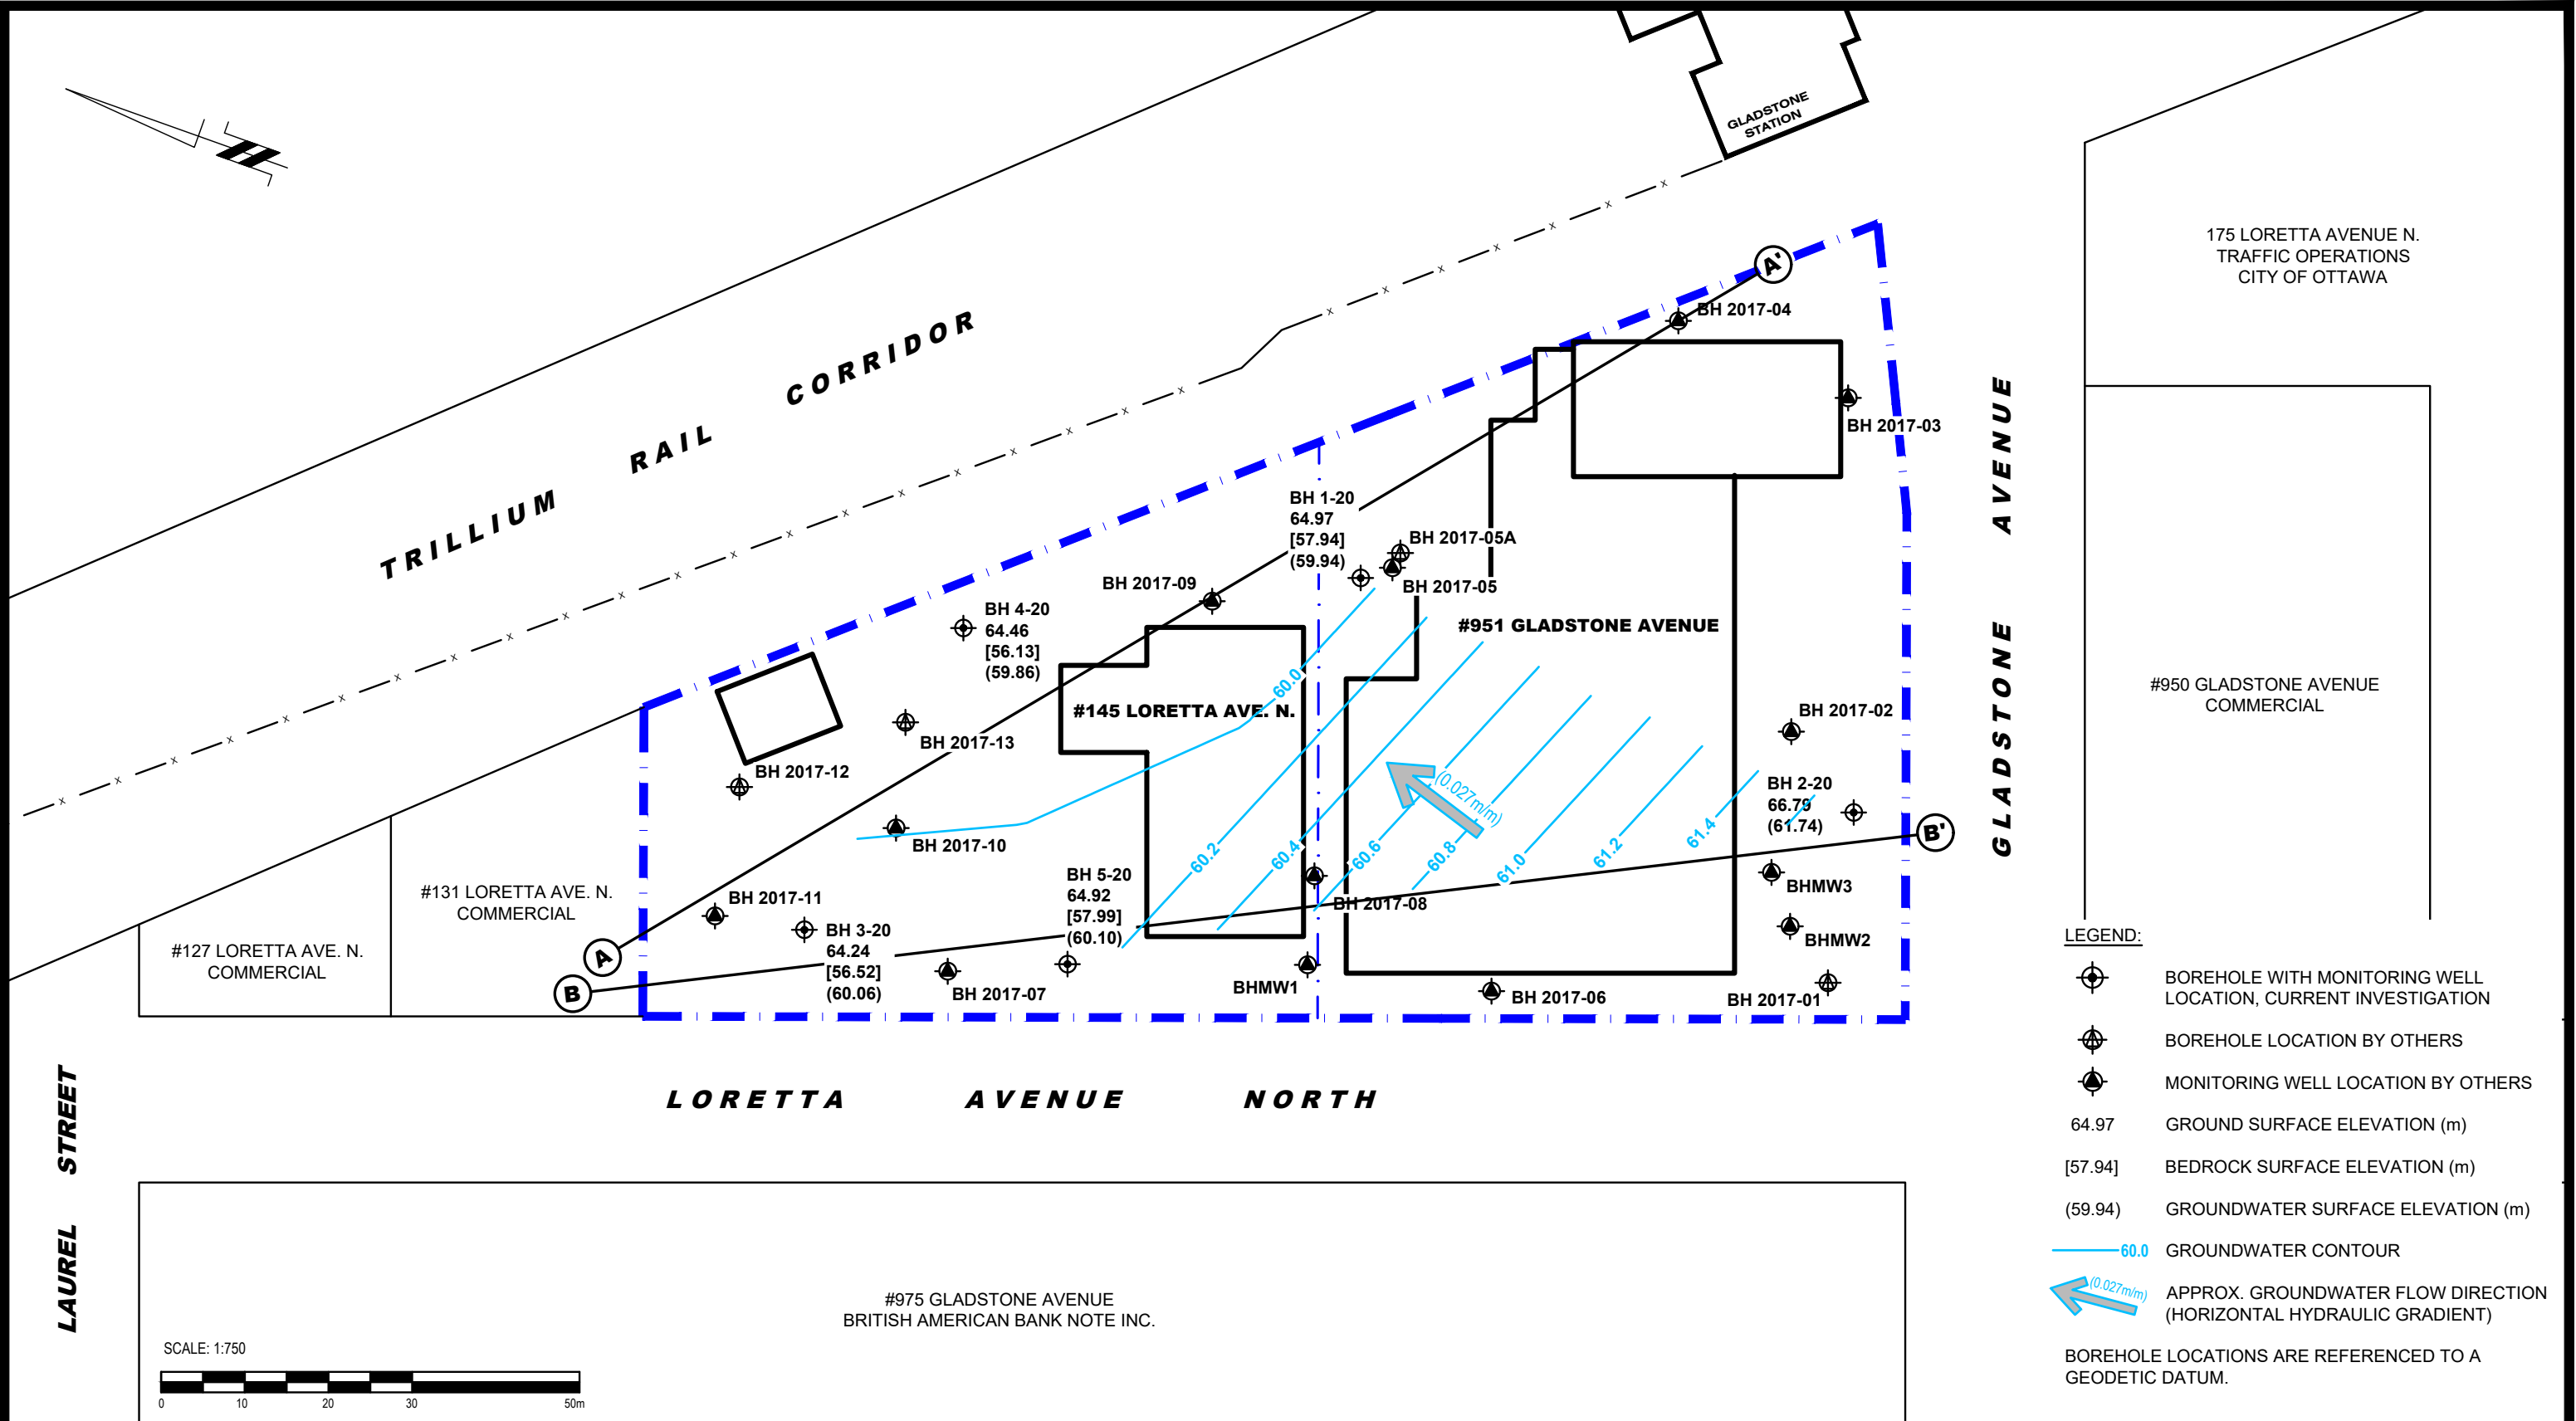 GLADSTONE
STATION
175 LORETTA AVENUE N.
TRAFFIC OPERATIONS
CITY OF OTTAWA
TRILLIUM RAIL CORRIDOR
A'
BH 2017-04
BH 2017-03
GLADSTONE AVENUE
BH 1-20
64.97
[57.94]
(59.94)
BH 2017-05A
BH 2017-05
BH 2017-09
BH 4-20
64.46
[56.13]
(59.86)
#951 GLADSTONE AVENUE
#145 LORETTA AVE. N.
60.0
BH 2017-13
BH 2017-12
BH 2017-02
#950 GLADSTONE AVENUE
COMMERCIAL
BH 2-20
66.79
(61.74)
(0.027m/m)
B'
BH 2017-10
60.2
60.4
60.6
60.8
61.0
61.2
61.4
BH 5-20
64.92
[57.99]
(60.10)
BHMW3
BH 2017-08
#131 LORETTA AVE. N.
COMMERCIAL
BH 2017-11
#127 LORETTA AVE. N.
COMMERCIAL
A
B
BH 3-20
64.24
[56.52]
(60.06)
BH 2017-07
BHMW1
BH 2017-06
BHMW2
BH 2017-01
LORETTA AVENUE NORTH
LAUREL STREET
#975 GLADSTONE AVENUE
BRITISH AMERICAN BANK NOTE INC.
SCALE: 1:750
0 10 20 30 50m
LEGEND:
BOREHOLE WITH MONITORING WELL
LOCATION, CURRENT INVESTIGATION
BOREHOLE LOCATION BY OTHERS
MONITORING WELL LOCATION BY OTHERS
64.97 GROUND SURFACE ELEVATION (m)
[57.94] BEDROCK SURFACE ELEVATION (m)
(59.94) GROUNDWATER SURFACE ELEVATION (m)
60.0 GROUNDWATER CONTOUR
(0.027m/m) APPROX. GROUNDWATER FLOW DIRECTION
(HORIZONTAL HYDRAULIC GRADIENT)
BOREHOLE LOCATIONS ARE REFERENCED TO A
GEODETIC DATUM.